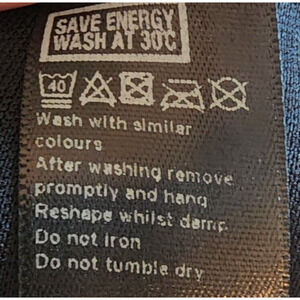 SAVE ENERGY
WASH AT 30°C
40
Wash with similar
colours
After washing remove
promptly and hang
Reshape whilst damp
Do not iron
Do not tumble dry